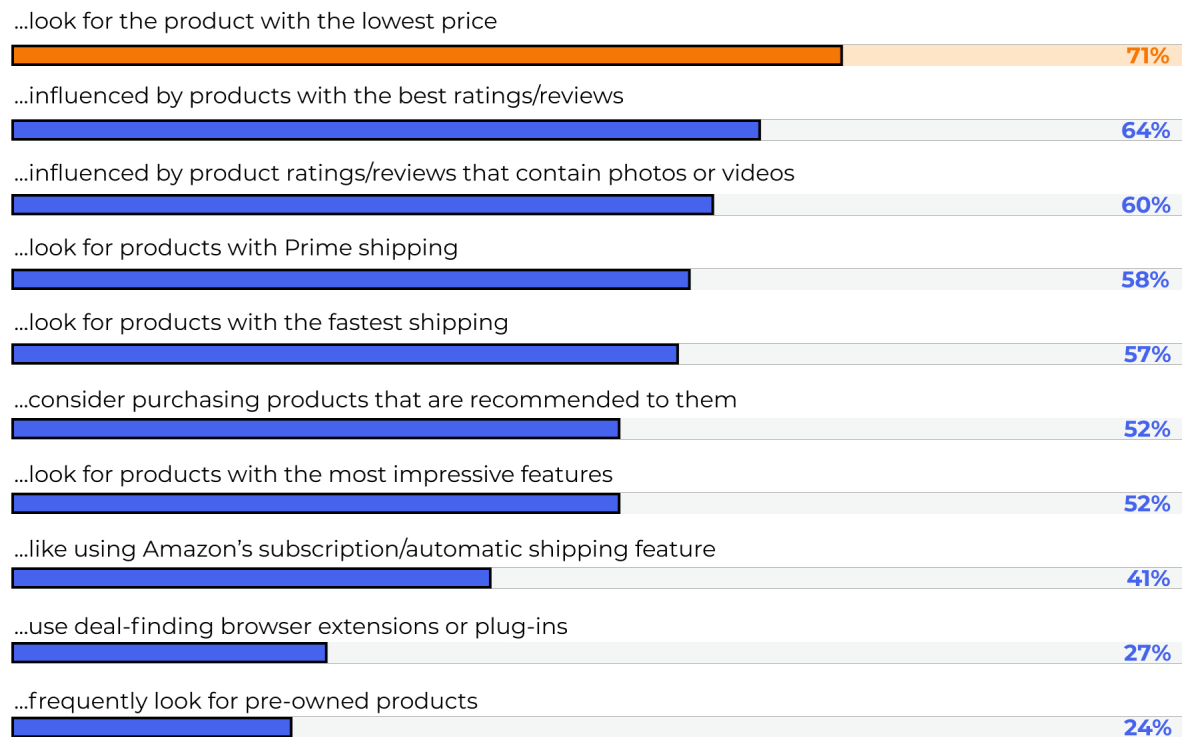 ...look for the product with the lowest price
71%
...influenced by products with the best ratings/reviews
64%
...influenced by product ratings/reviews that contain photos or videos
60%
...look for products with Prime shipping
58%
...look for products with the fastest shipping
57%
...consider purchasing products that are recommended to them
52%
...look for products with the most impressive features
52%
...like using Amazon’s subscription/automatic shipping feature
41%
...use deal-finding browser extensions or plug-ins
27%
...frequently look for pre-owned products
24%